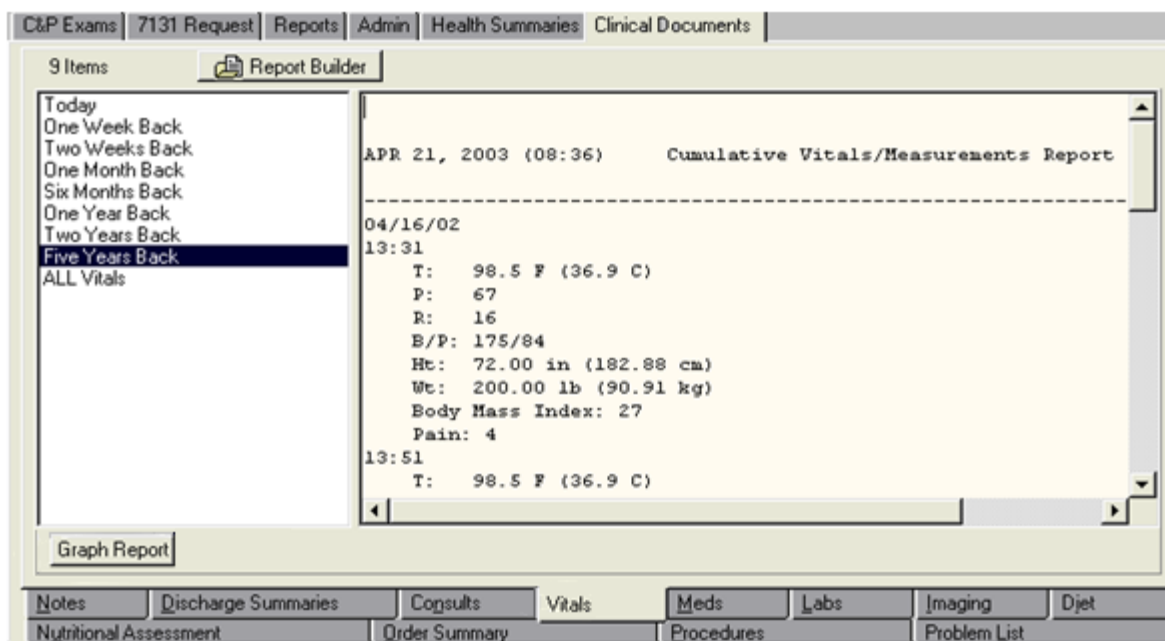 C&P Exams 7131 Request Reports Admin Health Summaries Clinical Documents
9 Items Report Builder
Today
One Week Back
Two Weeks Back
One Month Back
Six Months Back
One Year Back
Two Years Back
Five Years Back
ALL Vitals
APR 21, 2003 (08:36) Cumulative Vitals/Measurements Report
--------------------------------------------------------------------------
04/16/02
13:31
T: 98.5 F (36.9 C)
P: 67
R: 16
B/P: 175/84
Ht: 72.00 in (182.88 cm)
Wt: 200.00 lb (90.91 kg)
Body Mass Index: 27
Pain: 4
13:51
T: 98.5 F (36.9 C)
Graph Report
Notes Discharge Summaries Consults Vitals Meds Labs Imaging Diet
Nutritional Assessment Order Summary Procedures Problem List